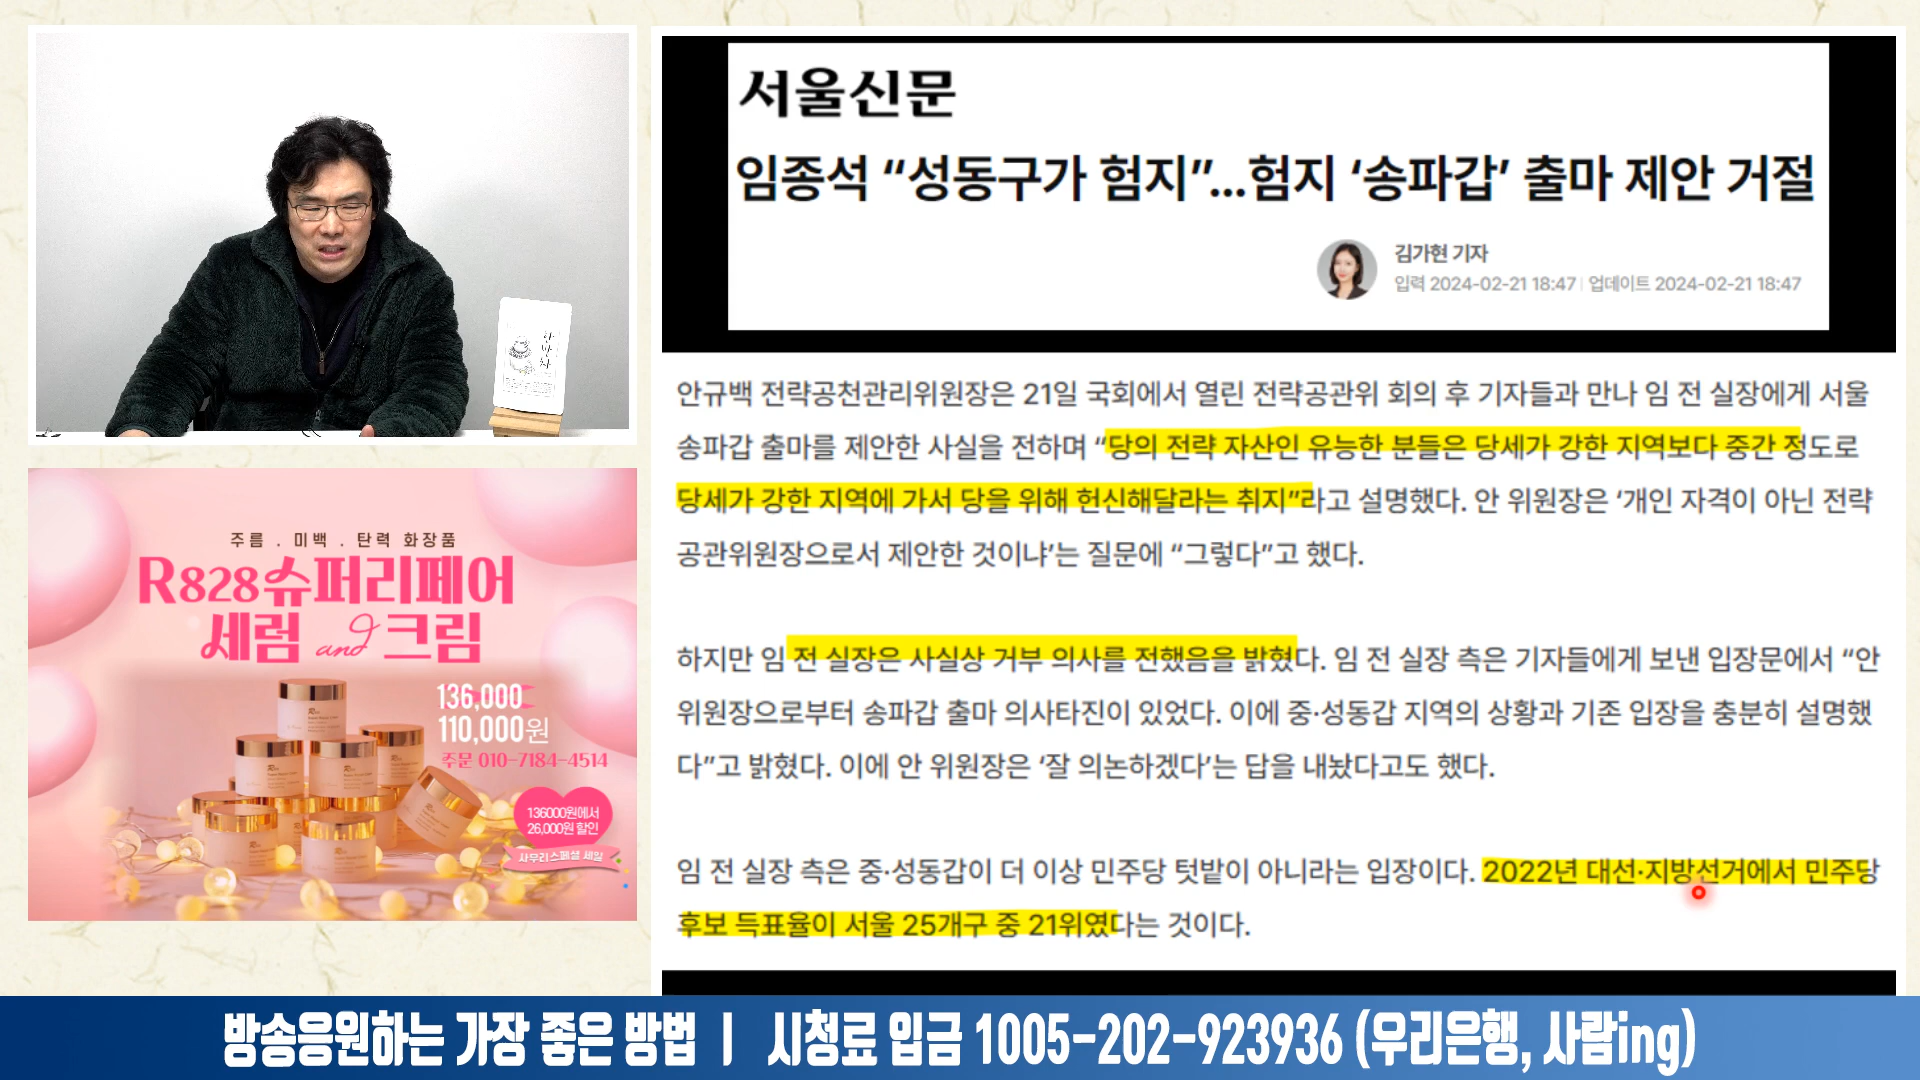 서울신문
임종석 “성동구가 험지”...험지 ‘송파갑’ 출마 제안 거절
김가현 기자
입력 2024-02-21 18:47 | 업데이트 2024-02-21 18:47
안규백 전략공천관리위원장은 21일 국회에서 열린 전략공관위 회의 후 기자들과 만나 임 전 실장에게 서울
송파갑 출마를 제안한 사실을 전하며 “당의 전략 자산인 유능한 분들은 당세가 강한 지역보다 중간 정도로
당세가 강한 지역에 가서 당을 위해 헌신해달라는 취지”라고 설명했다. 안 위원장은 ‘개인 자격이 아닌 전략
공관위원장으로서 제안한 것이냐’는 질문에 “그렇다”고 했다.
하지만 임 전 실장은 사실상 거부 의사를 전했음을 밝혔다. 임 전 실장 측은 기자들에게 보낸 입장문에서 “안
위원장으로부터 송파갑 출마 의사타진이 있었다. 이에 중·성동갑 지역의 상황과 기존 입장을 충분히 설명했
다”고 밝혔다. 이에 안 위원장은 ‘잘 의논하겠다’는 답을 내놨다고도 했다.
임 전 실장 측은 중·성동갑이 더 이상 민주당 텃밭이 아니라는 입장이다. 2022년 대선·지방선거에서 민주당
후보 득표율이 서울 25개구 중 21위였다는 것이다.
주름 . 미백 . 탄력 화장품
R828슈퍼리페어
세럼 and 크림
136,000
110,000원
주문 010-7184-4514
136000원에서
26,000원 할인
사무리스페셜 세일
방송응원하는 가장 좋은 방법 | 시청료 입금 1005-202-923936 (우리은행, 사람ing)